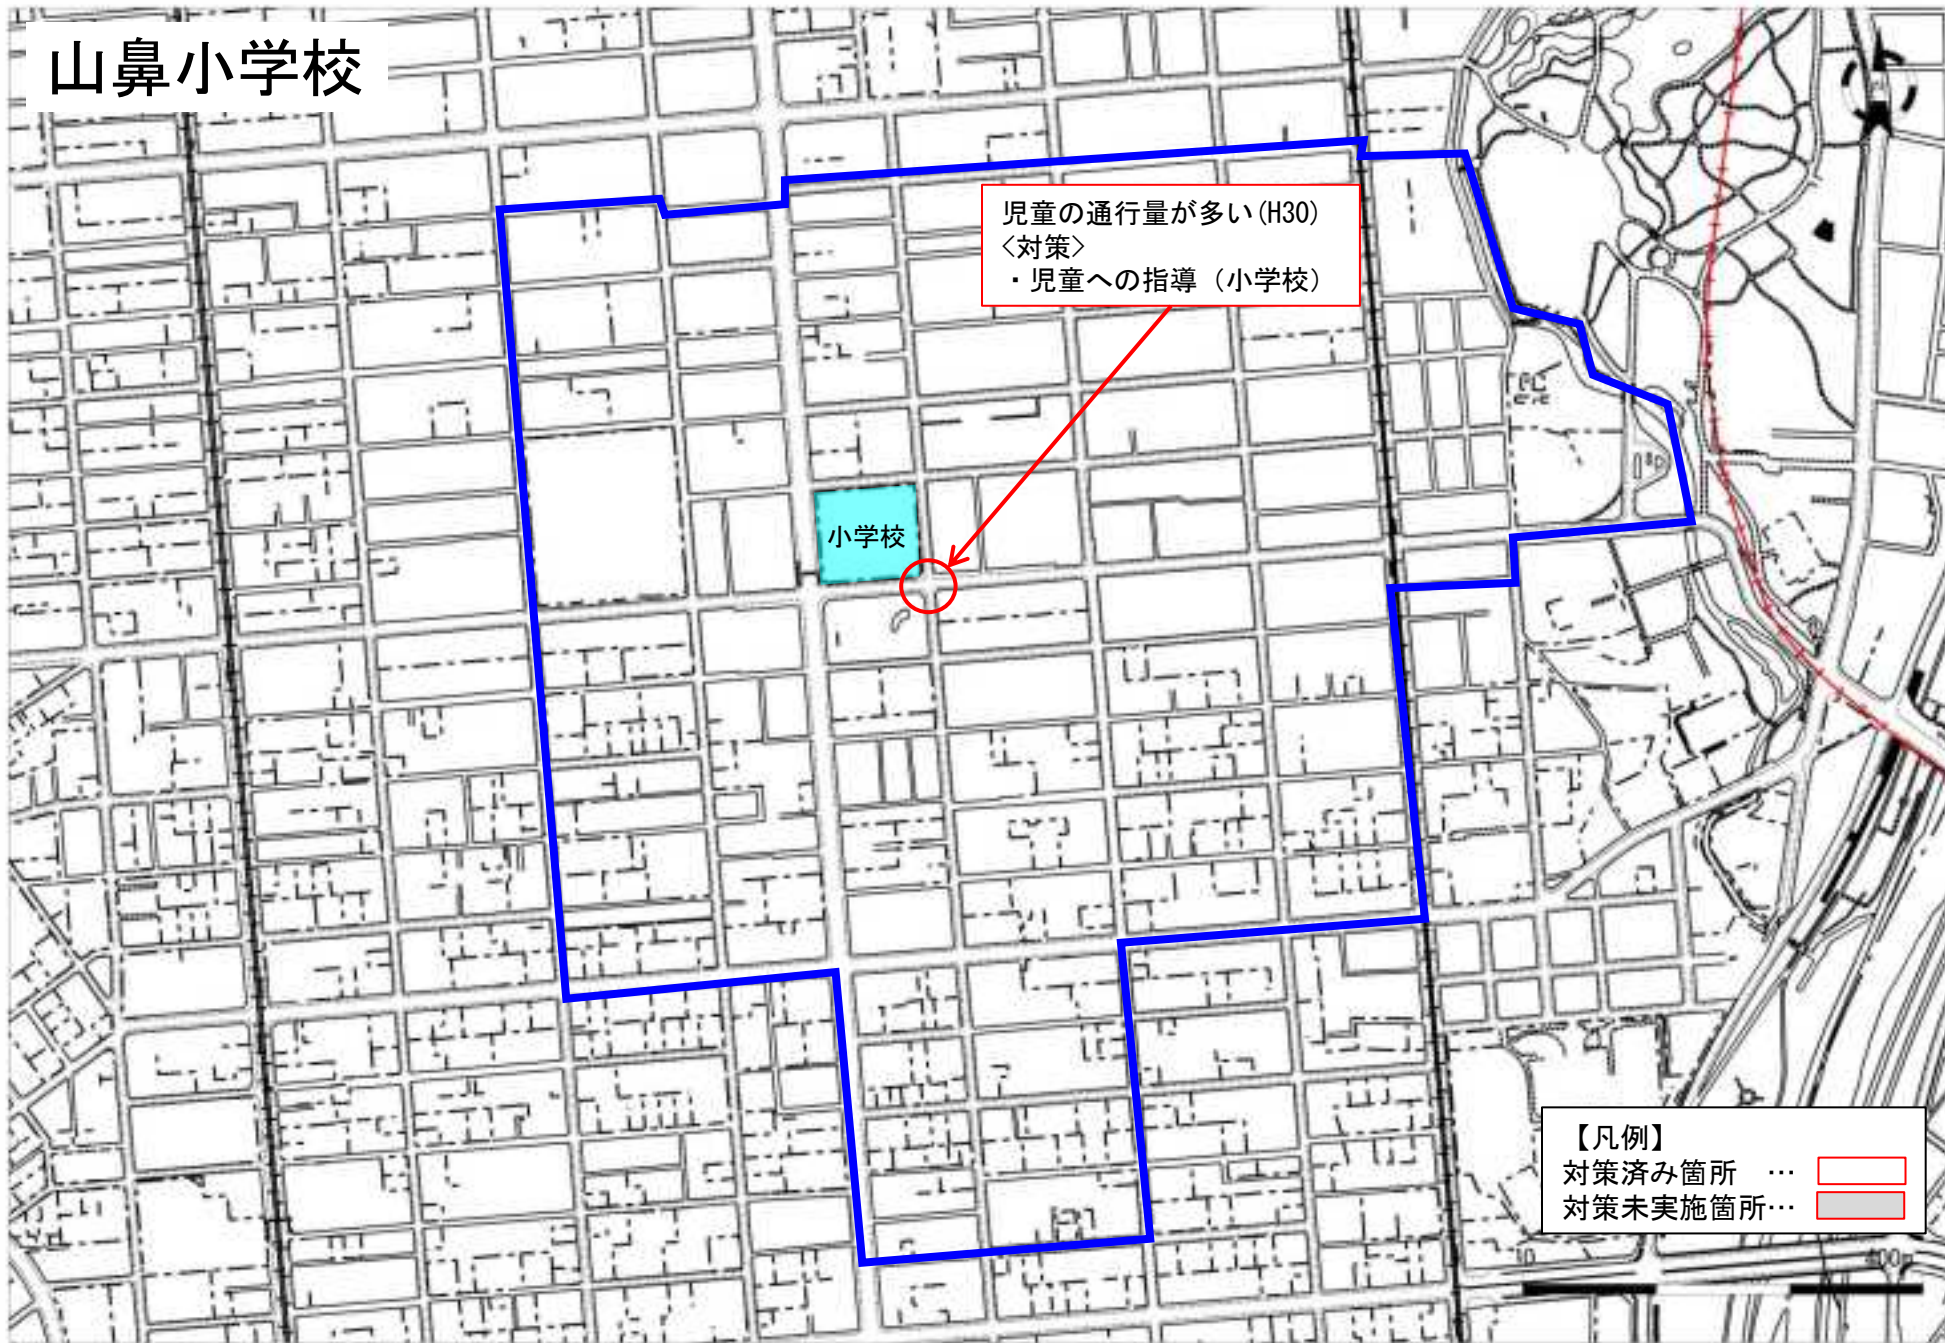 山鼻小学校
児童の通行量が多い(H30)
<対策>
・児童への指導（小学校）
小学校
【凡例】
対策済み箇所　…
対策未実施箇所…